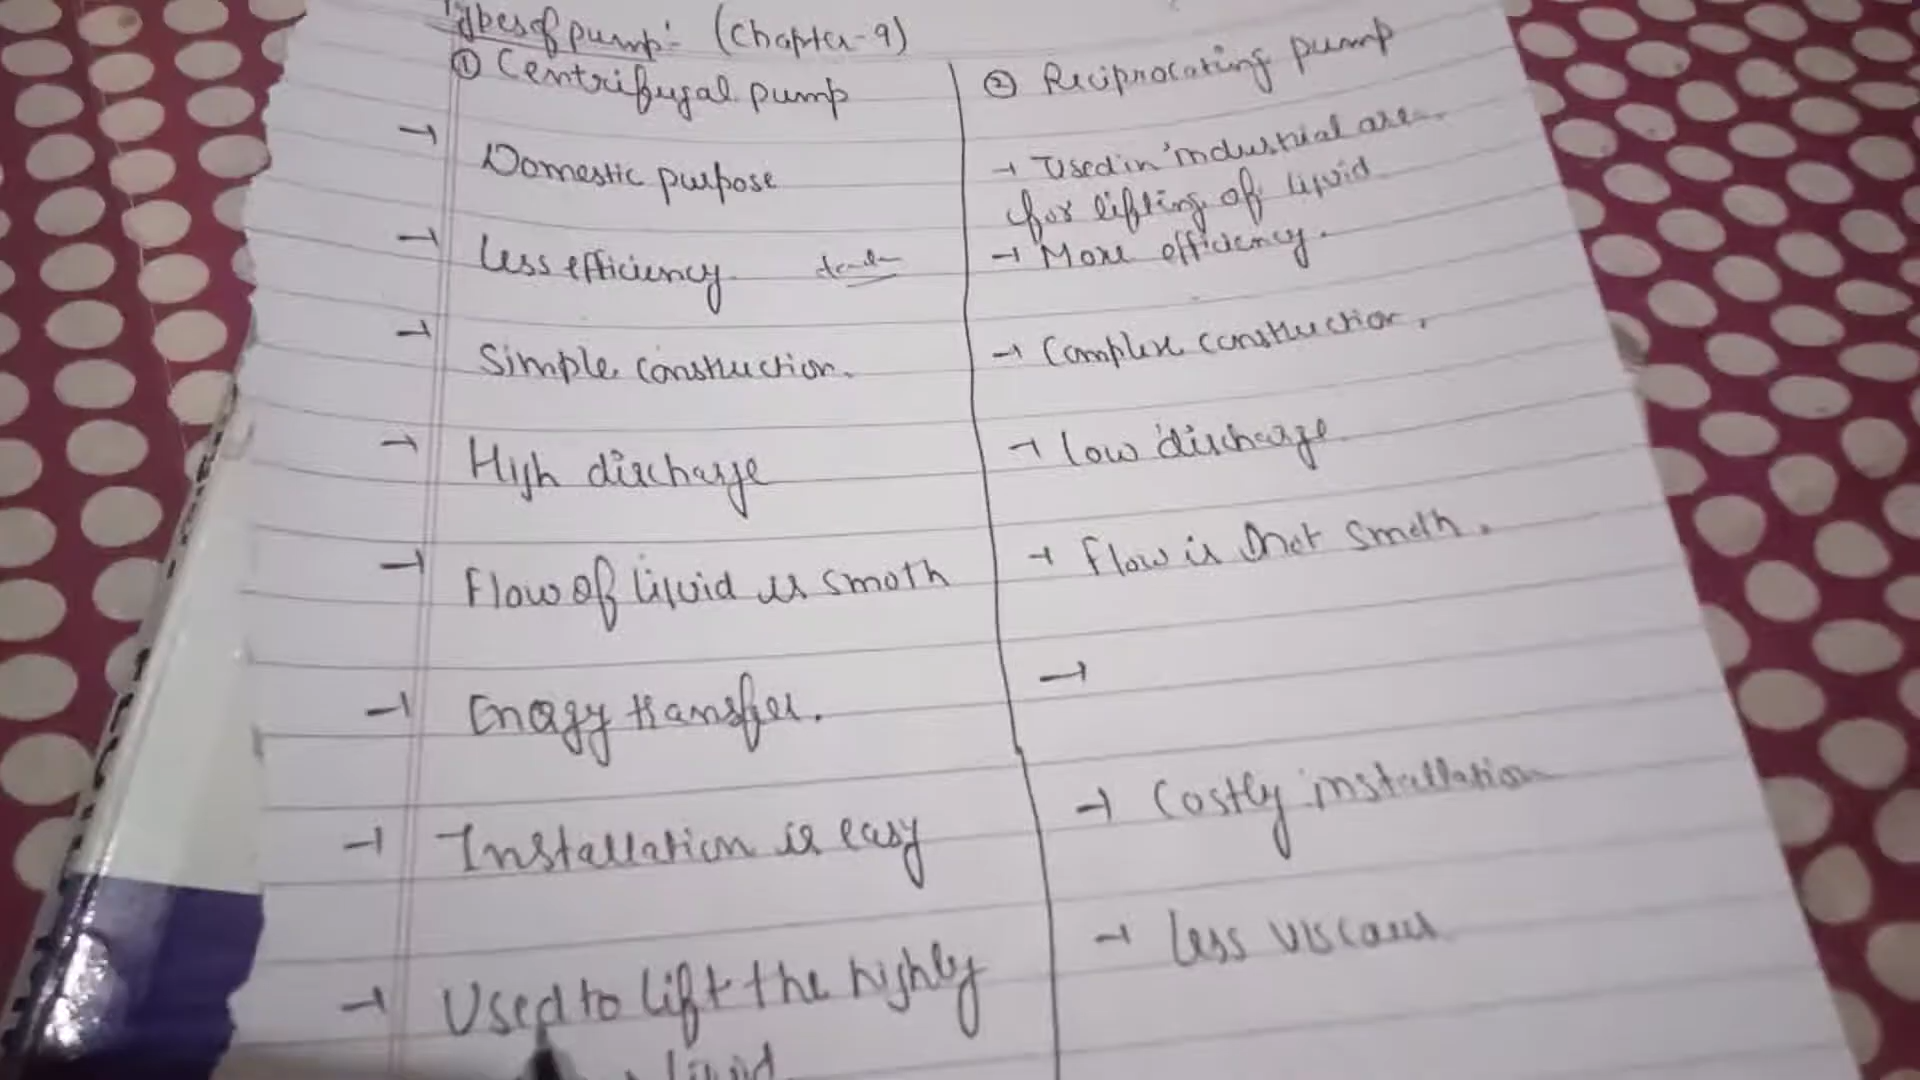 Types of pump:- (Chapter-9)
① Centrifugal pump
→ Domestic purpose
→ Less efficiency
→ Simple construction.
→ High discharge
→ Flow of liquid is smoth
→ Energy transfer.
→ Installation is easy
→ Used to lift the highly
liquid
② Reciprocating pump
→ Used in industrial are
for lifting of liquid
→ More efficiency.
→ Complex construction.
→ low discharge
→ Flow is not smoth.
→
→ Costly installation
→ Less viscous